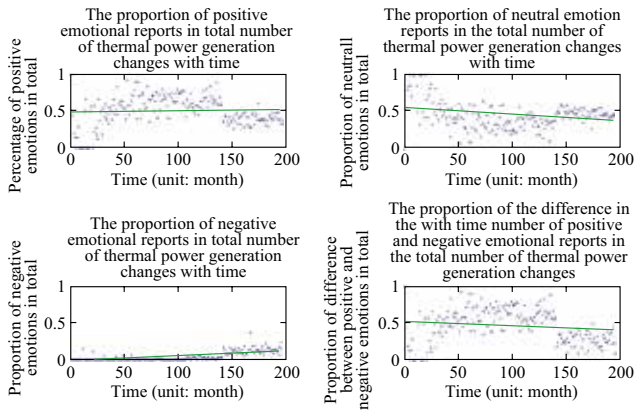 The proportion of positive
emotional reports in total number
of thermal power generation
changes with time
Percentage of positive
emotions in total
1
0.5
0
50
100
150
200
Time (unit: month)
The proportion of neutral emotion
reports in the total number of
thermal power generation changes
with time
Proportion of neutrall
emotions in total
1
0.5
0
0
50
100
150
200
Time (unit: month)
The proportion of negative
emotional reports in total number
of thermal power generation
changes with time
Proportion of negative
emotions in total
1
0.5
0
0
50
100
150
200
Time (unit: month)
The proportion of the difference in
the with time number of positive
and negative emotional reports in
the total number of thermal power
generation changes
Proportion of difference
between positive and
negative emotions in total
1
0.5
0
0
50
100
150
200
Time (unit: month)